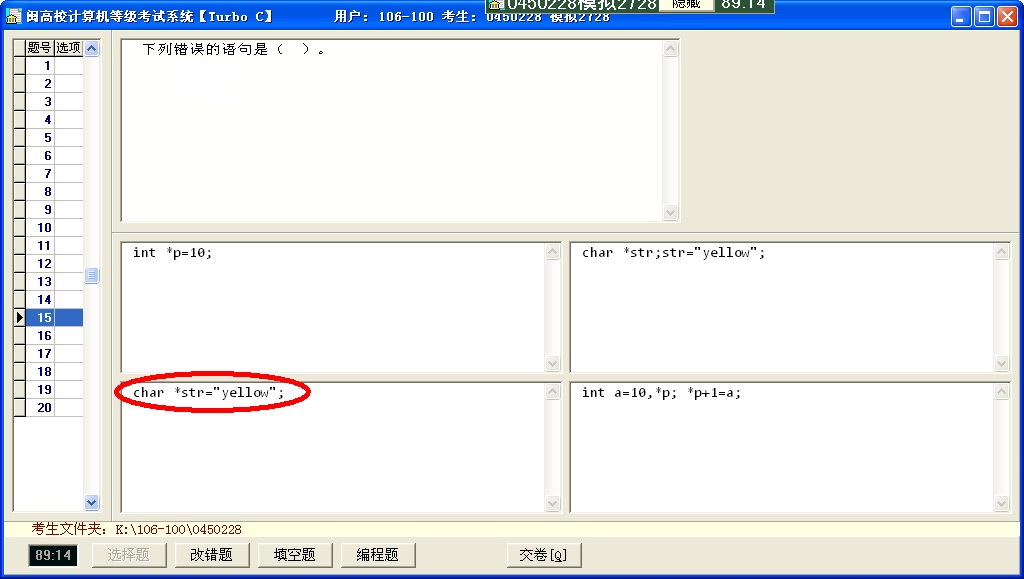 闽高校计算机等级考试系统【Turbo C】 用户: 106-100 考生: 0450228 模拟2728
0450228模拟2728 隐藏 89:14
题号 选项
下列错误的语句是( )。
1
2
3
4
5
6
7
8
9
10
11
12
13
14
15
16
17
18
19
20
int *p=10;
char *str;str="yellow";
char *str="yellow";
int a=10,*p; *p+1=a;
考生文件夹: K:\106-100\0450228
89:14 选择题 改错题 填空题 编程题 交卷[Q]